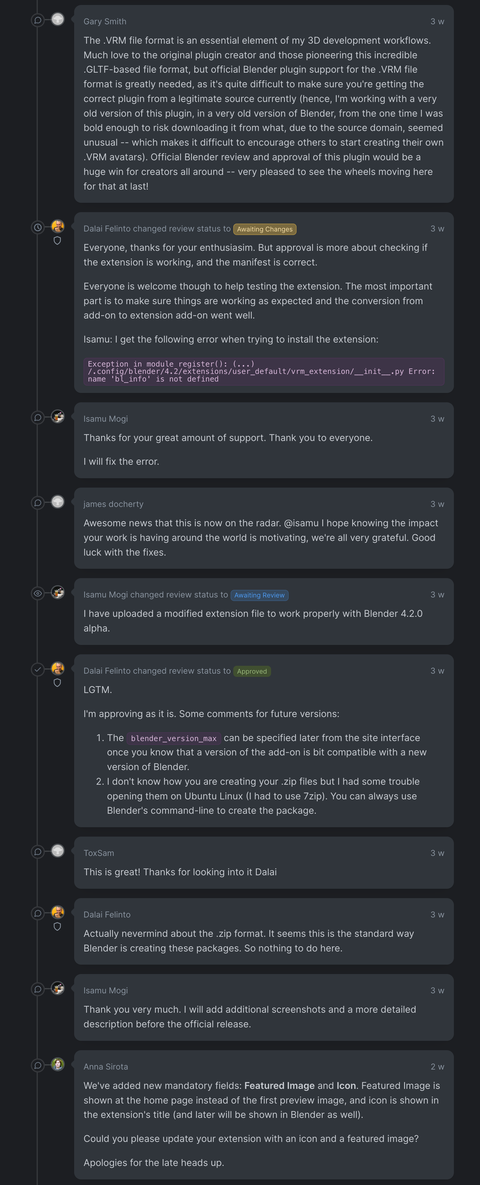 Gary Smith 3 w
The .VRM file format is an essential element of my 3D development workflows.
Much love to the original plugin creator and those pioneering this incredible
.GLTF-based file format, but official Blender plugin support for the .VRM file
format is greatly needed, as it's quite difficult to make sure you're getting the
correct plugin from a legitimate source currently (hence, I'm working with a very
old version of this plugin, in a very old version of Blender, from the one time I was
bold enough to risk downloading it from what, due to the source domain, seemed
unusual -- which makes it difficult to encourage others to start creating their own
.VRM avatars). Official Blender review and approval of this plugin would be a
huge win for creators all around -- very pleased to see the wheels moving here
for that at last!
Dalai Felinto changed review status to Awaiting Changes 3 w
Everyone, thanks for your enthusiasim. But approval is more about checking if
the extension is working, and the manifest is correct.
Everyone is welcome though to help testing the extension. The most important
part is to make sure things are working as expected and the conversion from
add-on to extension add-on went well.
Isamu: I get the following error when trying to install the extension:
Exception in module register(): (...)
/.config/blender/4.2/extensions/user_default/vrm_extension/__init__.py Error:
name 'bl_info' is not defined
Isamu Mogi 3 w
Thanks for your great amount of support. Thank you to everyone.
I will fix the error.
james docherty 3 w
Awesome news that this is now on the radar. @isamu I hope knowing the impact
your work is having around the world is motivating, we're all very grateful. Good
luck with the fixes.
Isamu Mogi changed review status to Awaiting Review 3 w
I have uploaded a modified extension file to work properly with Blender 4.2.0
alpha.
Dalai Felinto changed review status to Approved 3 w
LGTM.
I'm approving as it is. Some comments for future versions:
1. The blender_version_max can be specified later from the site interface
once you know that a version of the add-on is bit compatible with a new
version of Blender.
2. I don't know how you are creating your .zip files but I had some trouble
opening them on Ubuntu Linux (I had to use 7zip). You can always use
Blender's command-line to create the package.
ToxSam 3 w
This is great! Thanks for looking into it Dalai
Dalai Felinto 3 w
Actually nevermind about the .zip format. It seems this is the standard way
Blender is creating these packages. So nothing to do here.
Isamu Mogi 3 w
Thank you very much. I will add additional screenshots and a more detailed
description before the official release.
Anna Sirota 2 w
We've added new mandatory fields: Featured Image and Icon. Featured Image is
shown at the home page instead of the first preview image, and icon is shown in
the extension's title (and later will be shown in Blender as well).
Could you please update your extension with an icon and a featured image?
Apologies for the late heads up.